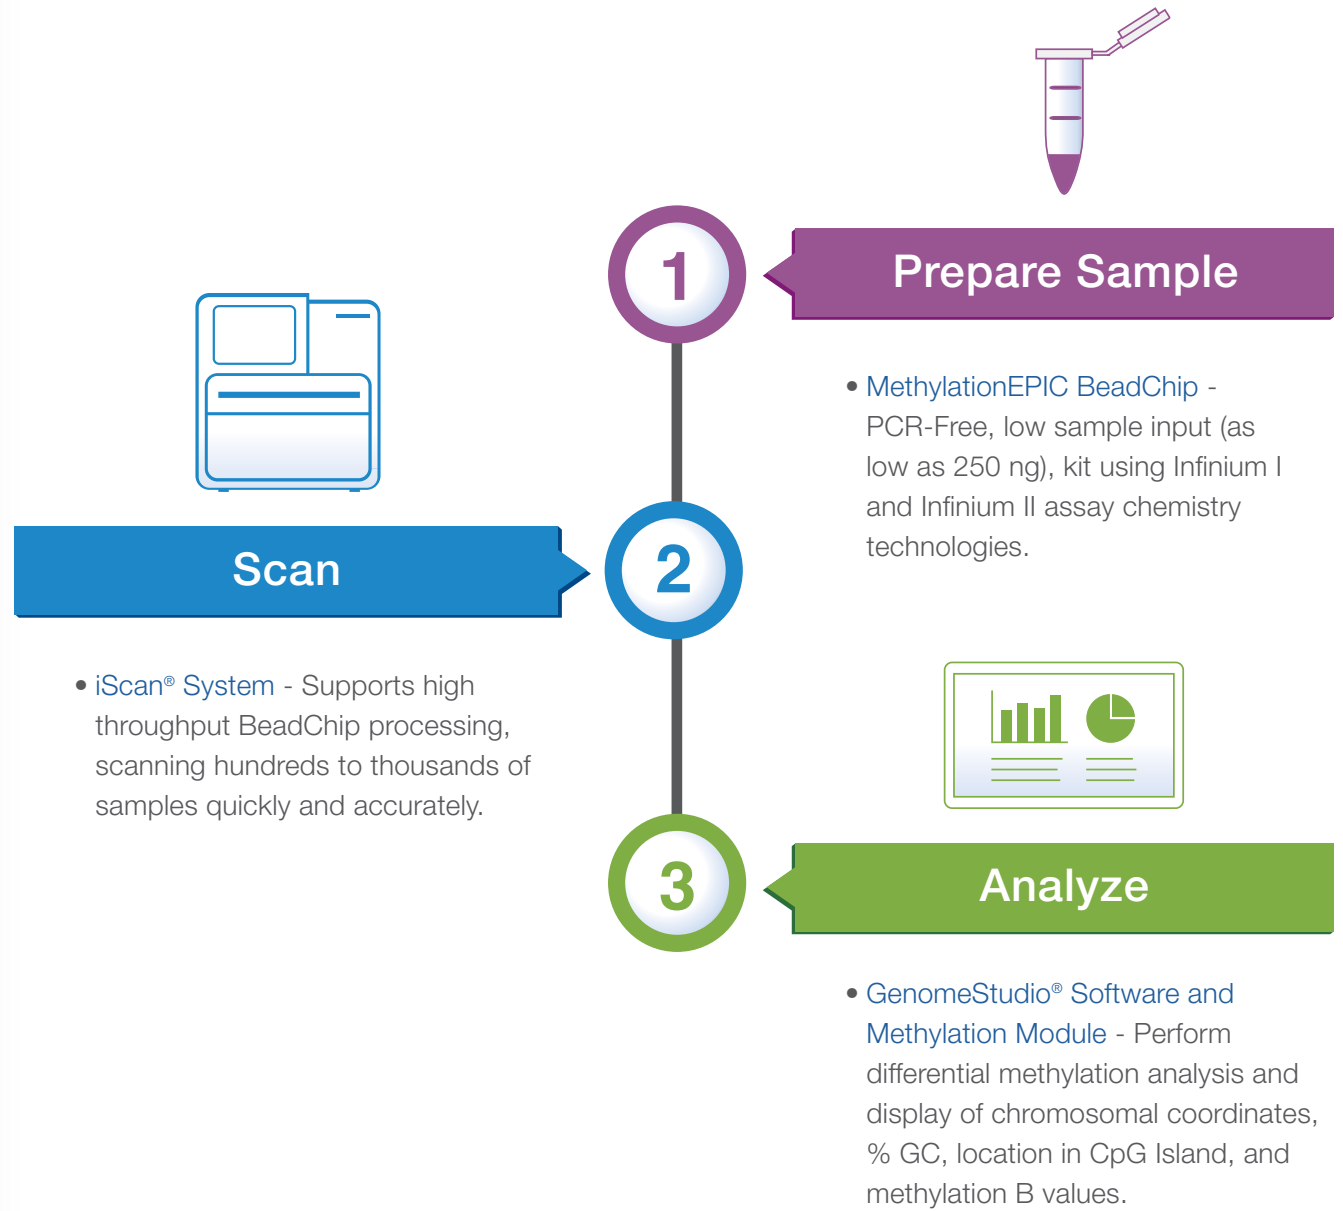 1
Prepare Sample
• MethylationEPIC BeadChip -
PCR-Free, low sample input (as
low as 250 ng), kit using Infinium I
and Infinium II assay chemistry
technologies.
Scan
2
• iScan® System - Supports high
throughput BeadChip processing,
scanning hundreds to thousands of
samples quickly and accurately.
3
Analyze
• GenomeStudio® Software and
Methylation Module - Perform
differential methylation analysis and
display of chromosomal coordinates,
% GC, location in CpG Island, and
methylation B values.